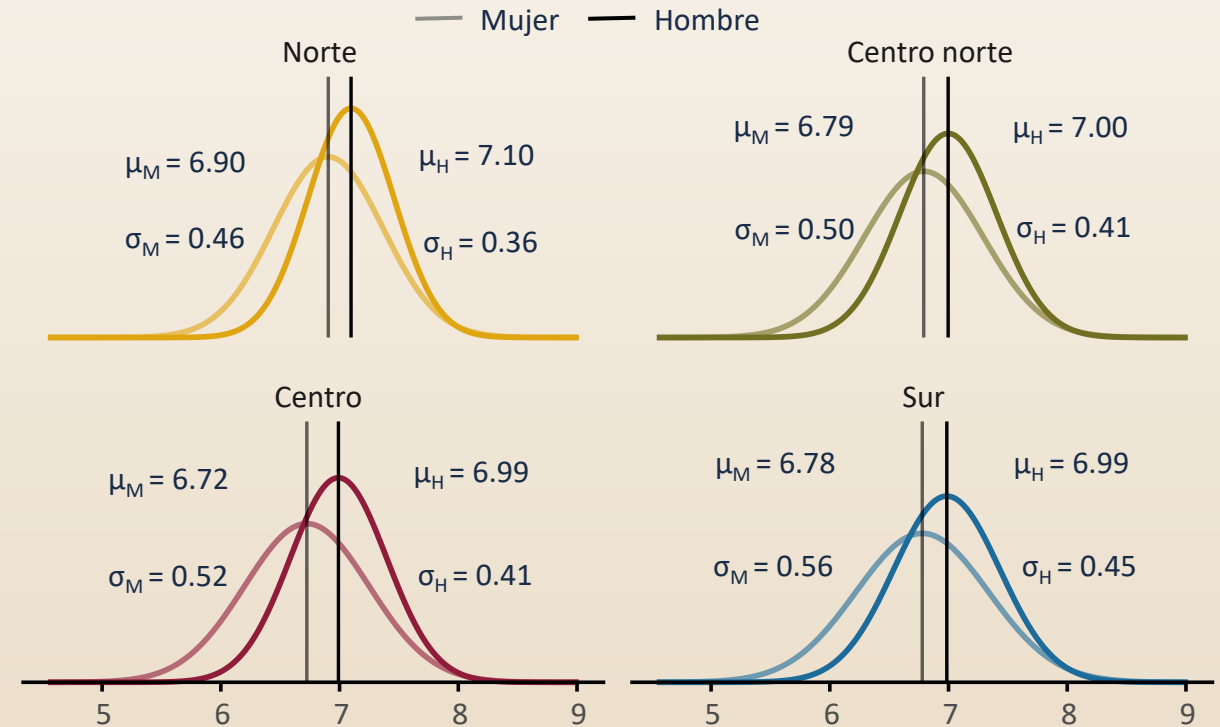 Mujer Hombre
Norte
μM = 6.90
μH = 7.10
σM = 0.46
σH = 0.36
Centro norte
μM = 6.79
μH = 7.00
σM = 0.50
σH = 0.41
Centro
μM = 6.72
μH = 6.99
σM = 0.52
σH = 0.41
5 6 7 8 9
Sur
μM = 6.78
μH = 6.99
σM = 0.56
σH = 0.45
5 6 7 8 9